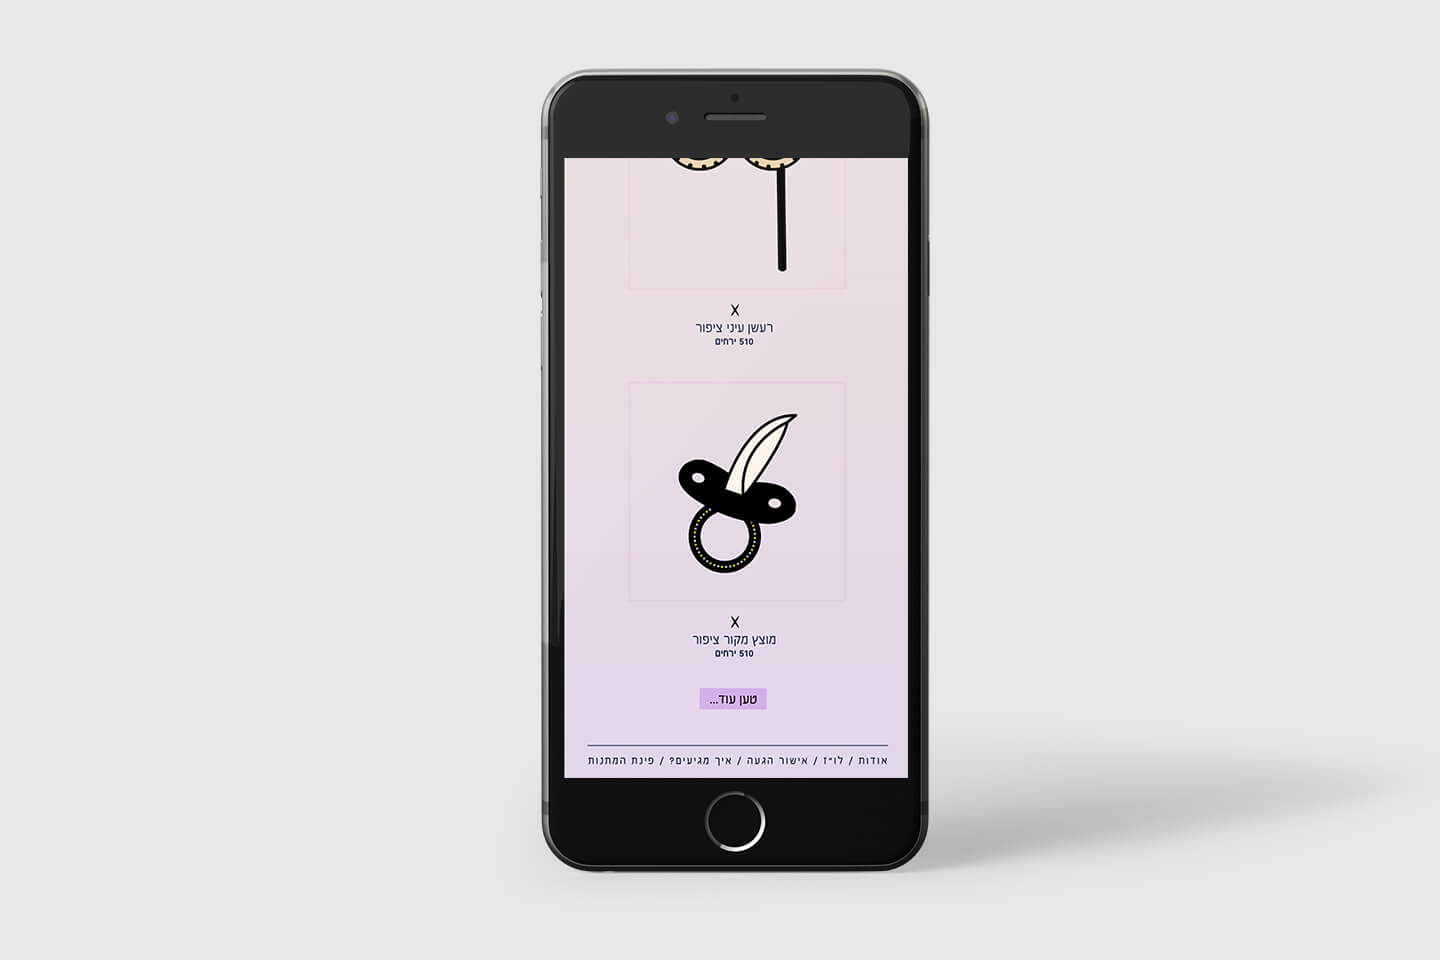 X
רעשן עיני ציפור
510 ירחים
X
מוצץ מקור ציפור
510 ירחים
טען עוד...
אודות / לו״ז / אישור הגעה / איך מגיעים? / פינת המתנות